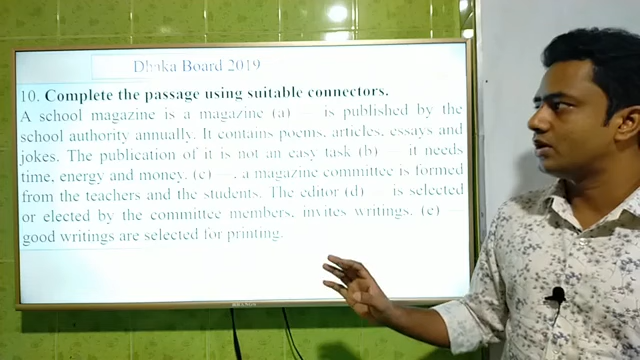 Dhaka Board 2019
10. Complete the passage using suitable connectors.
A school magazine is a magazine (a) — is published by the
school authority annually. It contains poems, articles, essays and
jokes. The publication of it is not an easy task (b) — it needs
time, energy and money. (c) —, a magazine committee is formed
from the teachers and the students. The editor (d) — is selected
or elected by the committee members, invites writings. (e) —
good writings are selected for printing.